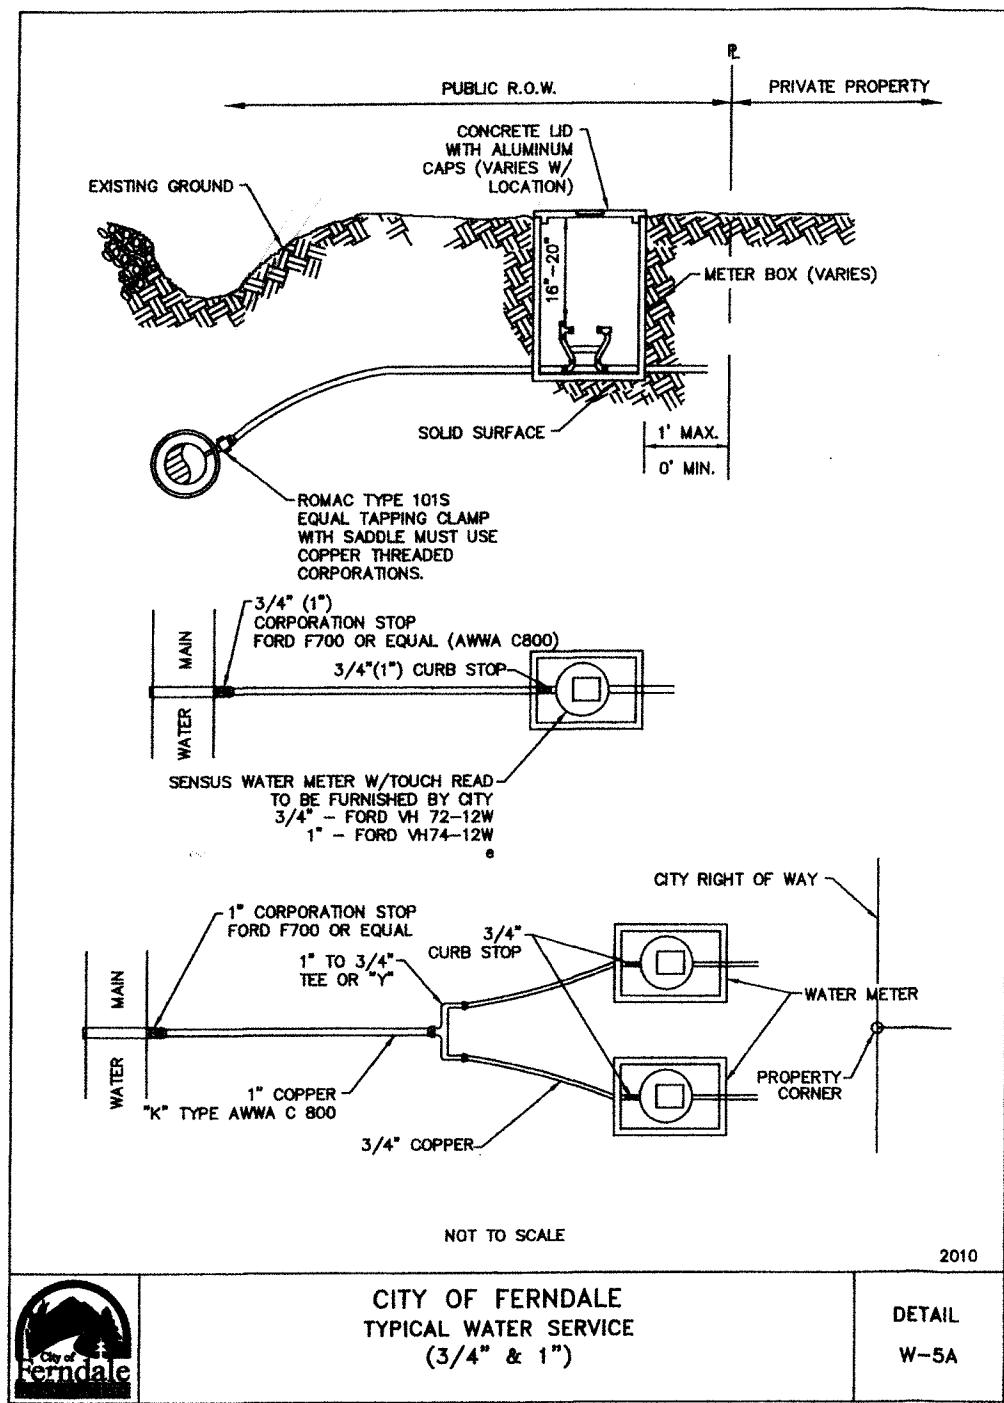 PL
PUBLIC R.O.W.
PRIVATE PROPERTY
CONCRETE LID
WITH ALUMINUM
CAPS (VARIES W/
LOCATION)
EXISTING GROUND
16"-20"
METER BOX (VARIES)
SOLID SURFACE
1' MAX.
0' MIN.
ROMAC TYPE 101S
EQUAL TAPPING CLAMP
WITH SADDLE MUST USE
COPPER THREADED
CORPORATIONS.
3/4" (1")
CORPORATION STOP
FORD F700 OR EQUAL (AWWA C800)
3/4"(1") CURB STOP
WATER MAIN
SENSUS WATER METER W/TOUCH READ
TO BE FURNISHED BY CITY
3/4" - FORD VH 72-12W
1" - FORD VH74-12W
e
CITY RIGHT OF WAY
1" CORPORATION STOP
FORD F700 OR EQUAL
3/4"
CURB STOP
1" TO 3/4"
TEE OR "Y"
WATER MAIN
WATER METER
1" COPPER
"K" TYPE AWWA C 800
PROPERTY
CORNER
3/4" COPPER
NOT TO SCALE
2010
City of
Ferndale
CITY OF FERNDALE
TYPICAL WATER SERVICE
(3/4" & 1")
DETAIL
W-5A